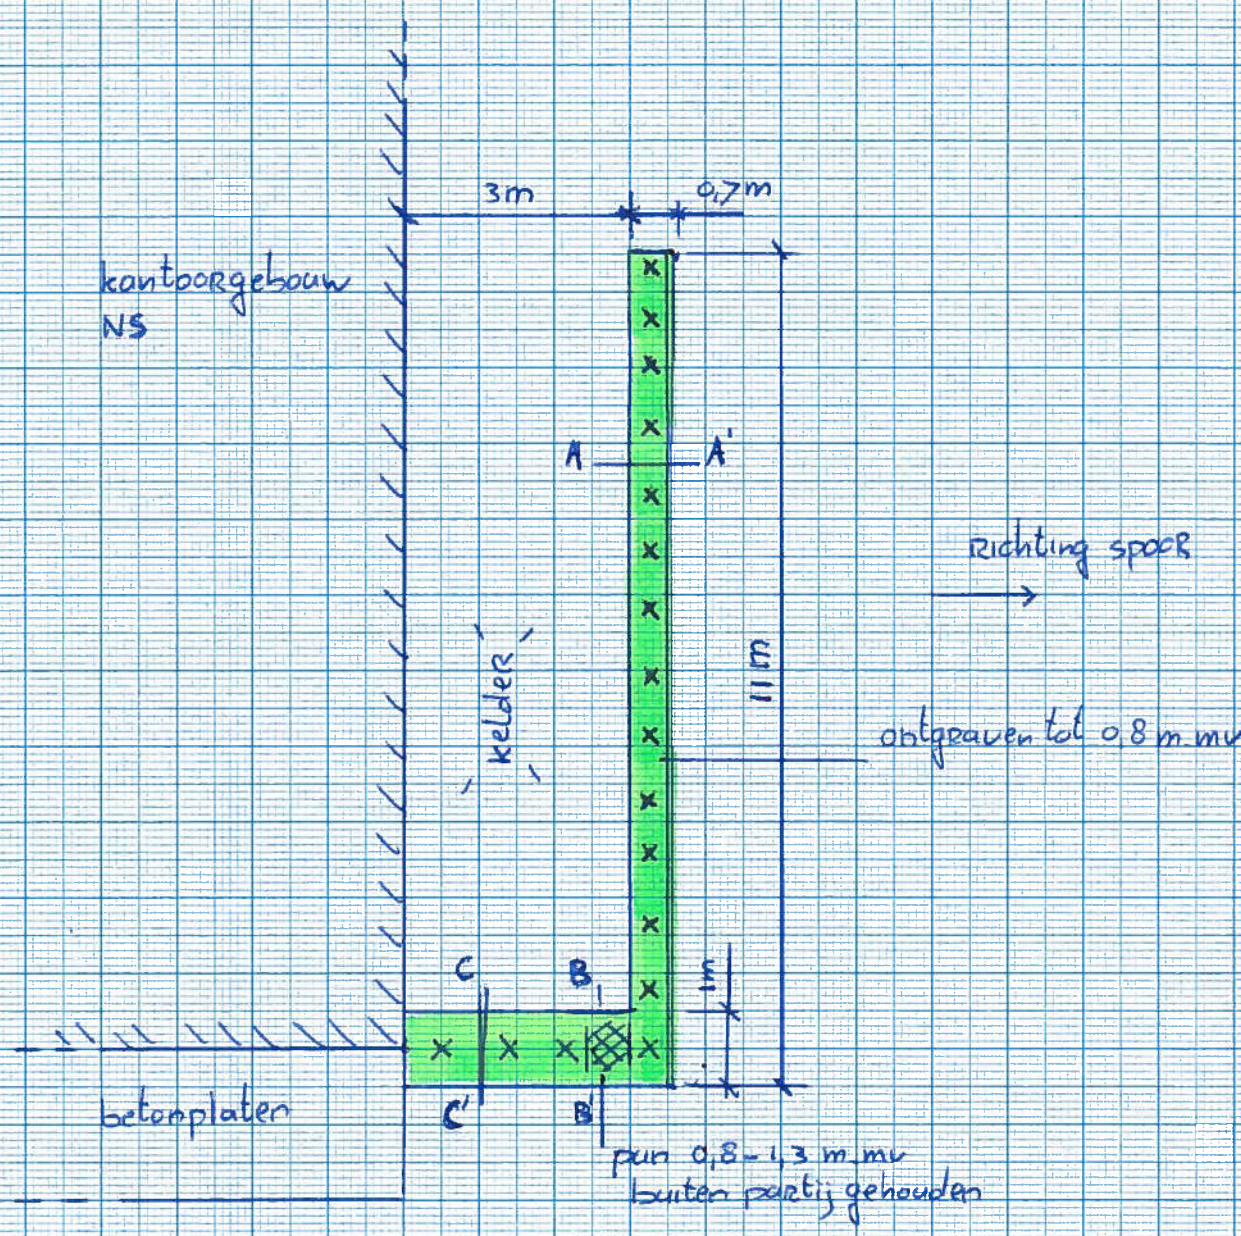 3m
0,7m
kantoorgebouw
NS
A
A'
Richting spoor
kelder
11m
ontgraven tot 0,8 m-mv
C
B
1m
betonplaten
C'
B'
puin 0,8-1,3 m-mv
buiten partij gehouden